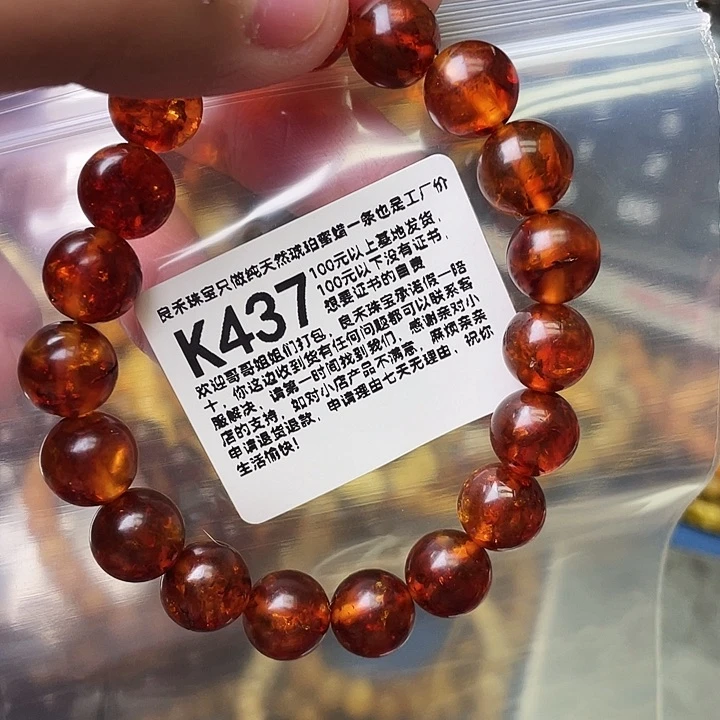 良禾珠宝只做纯天然琥珀蜜蜡一条也是工厂价
K437
100元以上基地发货，
100元以下没有证书，
想要证书的自费
欢迎哥哥姐姐们打包，良禾珠宝承诺假一赔
十，你这边收到货有任何问题都可以联系客
服解决，请第一时间找到我们，感谢亲对小
店的支持，如对小店产品不满意，麻烦亲亲
申请退货退款，申请理由七天无理由，祝你
生活愉快！